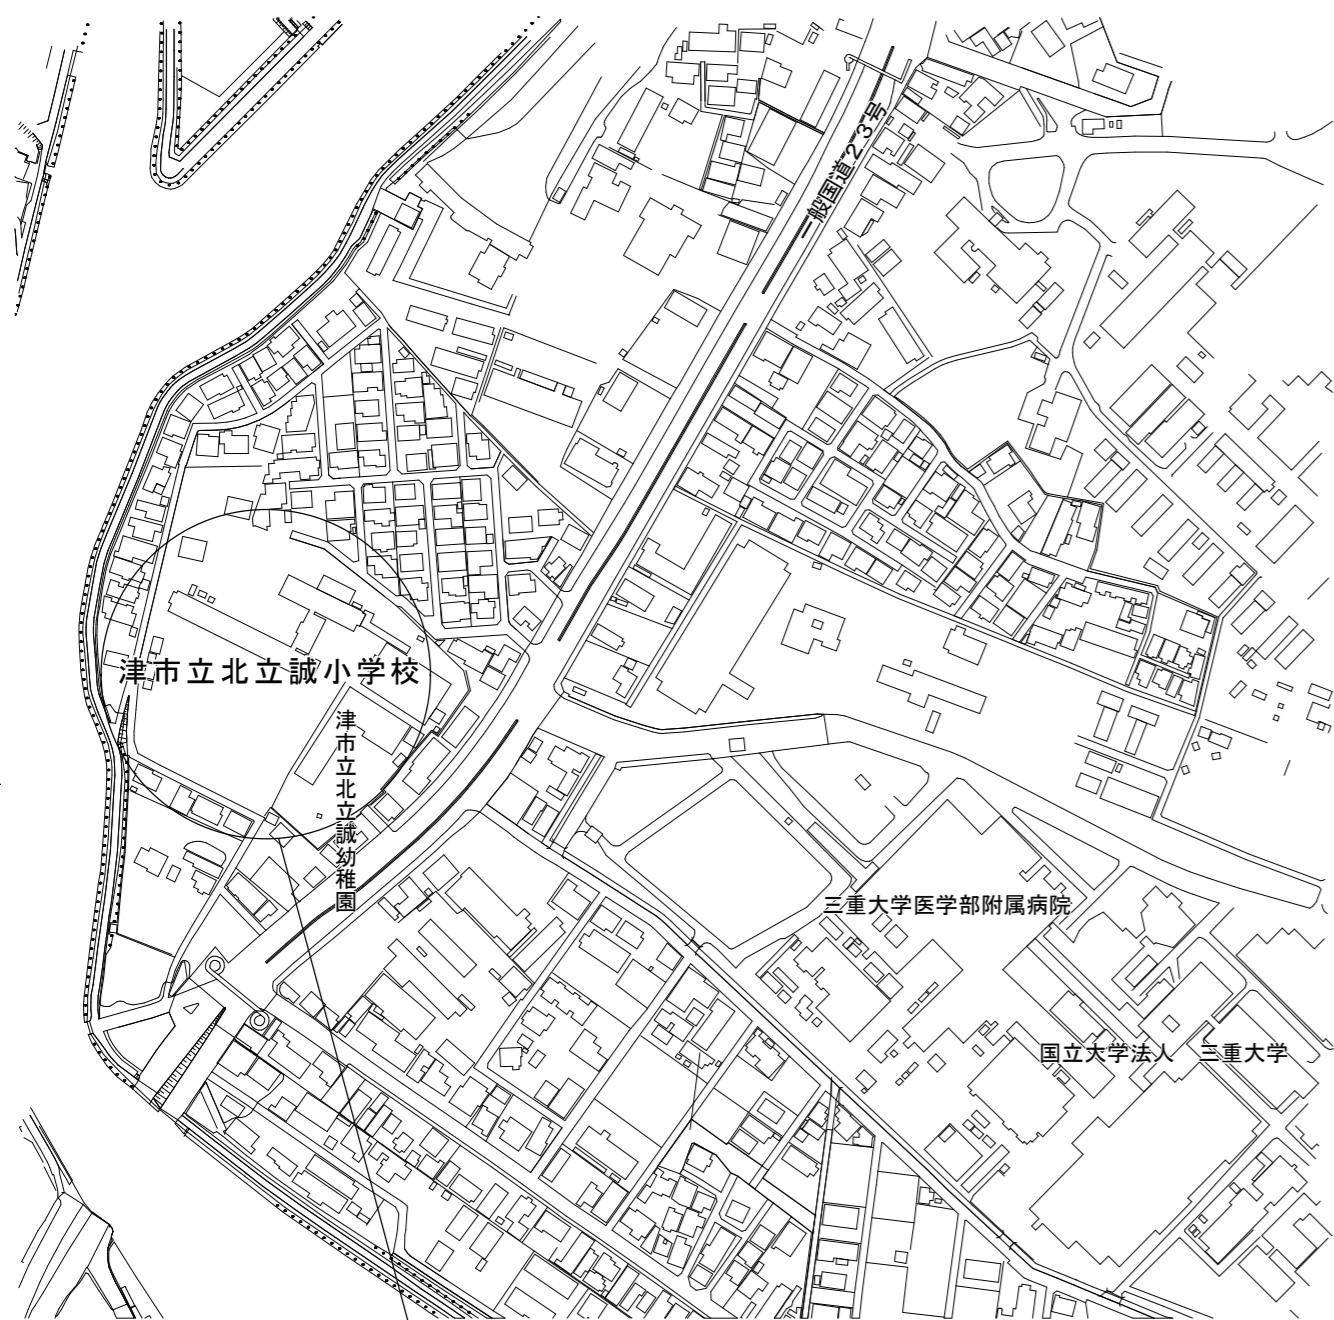 一般国道23号
津市立北立誠小学校
津市立北立誠幼稚園
三重大学医学部附属病院
国立大学法人　三重大学